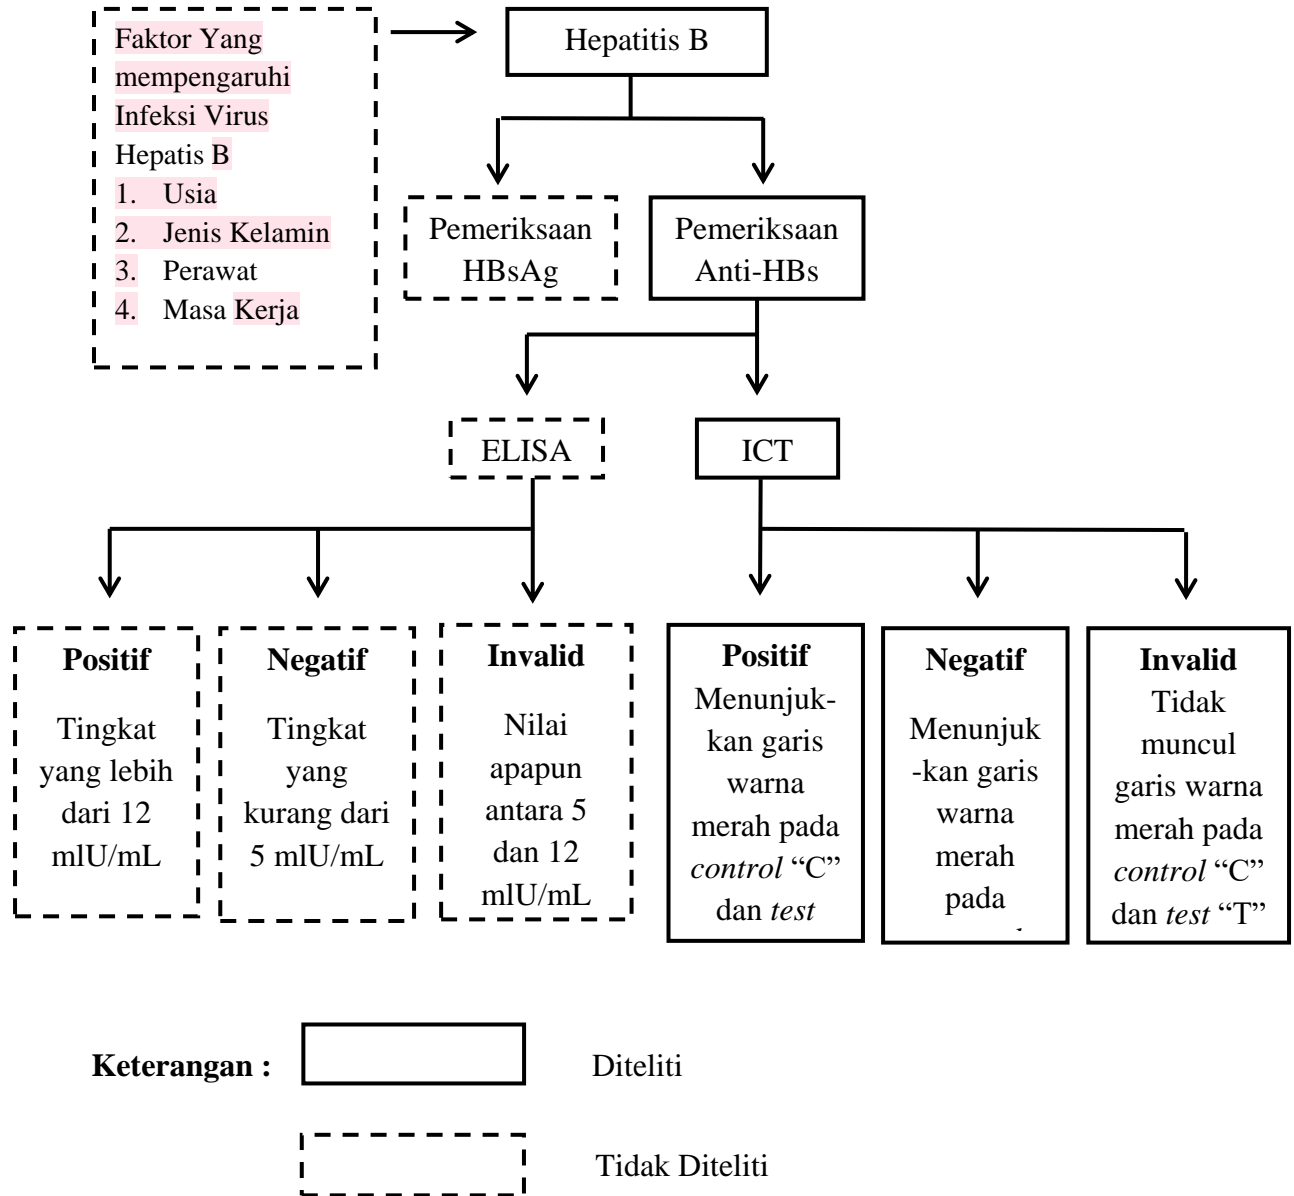 Faktor Yang
mempengaruhi
Infeksi Virus
Hepatis B
1. Usia
2. Jenis Kelamin
3. Perawat
4. Masa Kerja
Hepatitis B
Pemeriksaan
HBsAg
Pemeriksaan
Anti-HBs
ELISA
ICT
Positif
Tingkat
yang lebih
dari 12
mlU/mL
Negatif
Tingkat
yang
kurang dari
5 mlU/mL
Invalid
Nilai
apapun
antara 5
dan 12
mlU/mL
Positif
Menunjuk-
kan garis
warna
merah pada
control “C”
dan test
Negatif
Menunjuk
-kan garis
warna
merah
pada
Invalid
Tidak
muncul
garis warna
merah pada
control “C”
dan test “T”
Keterangan :
Diteliti
Tidak Diteliti